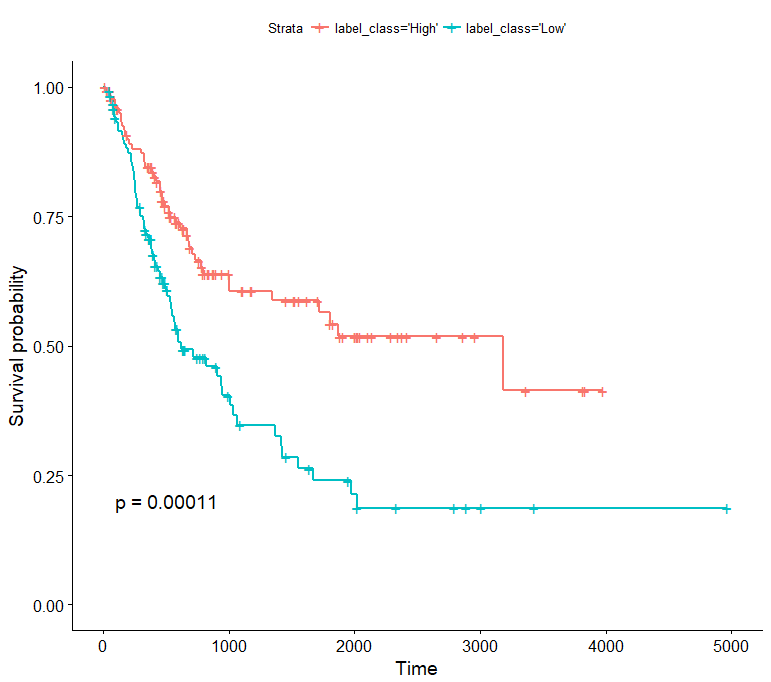 Strata label_class='High' label_class='Low'
Survival probability
1.00
0.75
0.50
0.25
0.00
p = 0.00011
0 1000 2000 3000 4000 5000
Time